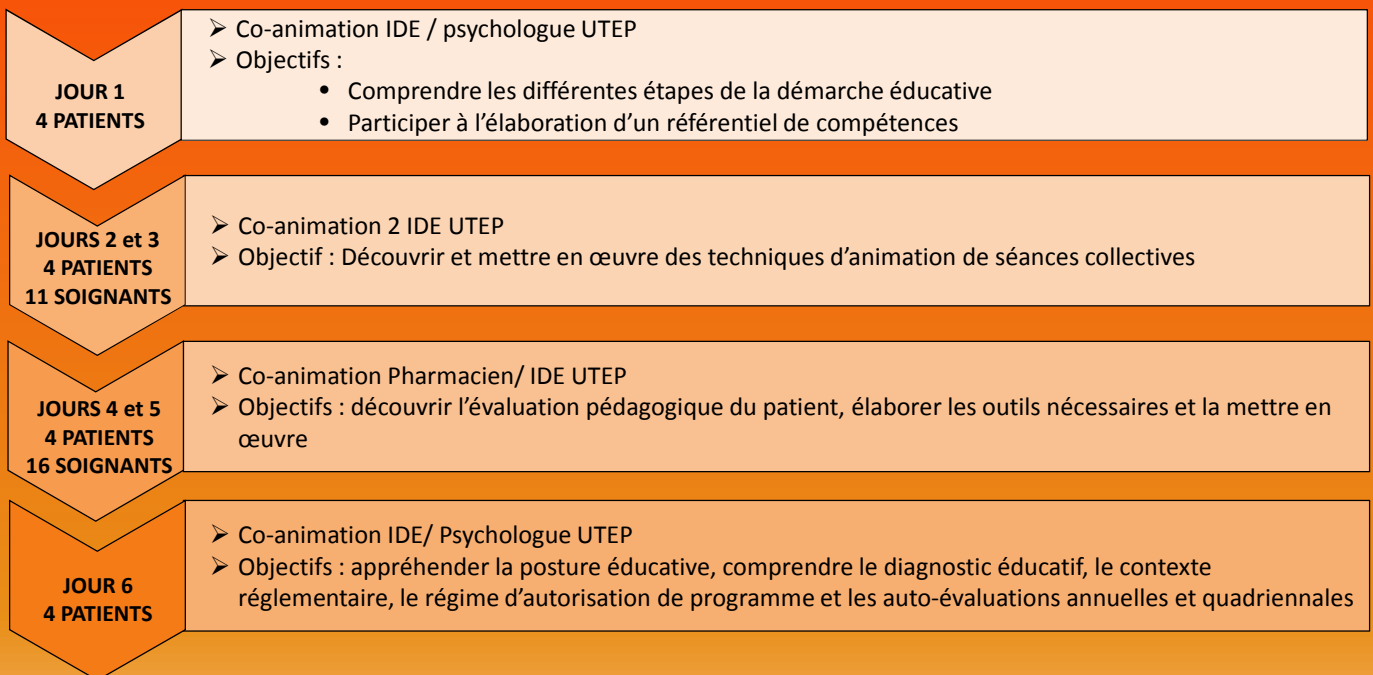 JOUR 1
4 PATIENTS
➢ Co-animation IDE / psychologue UTEP
➢ Objectifs :
• Comprendre les différentes étapes de la démarche éducative
• Participer à l’élaboration d’un référentiel de compétences
JOURS 2 et 3
4 PATIENTS
11 SOIGNANTS
➢ Co-animation 2 IDE UTEP
➢ Objectif : Découvrir et mettre en œuvre des techniques d’animation de séances collectives
JOURS 4 et 5
4 PATIENTS
16 SOIGNANTS
➢ Co-animation Pharmacien/ IDE UTEP
➢ Objectifs : découvrir l’évaluation pédagogique du patient, élaborer les outils nécessaires et la mettre en
œuvre
JOUR 6
4 PATIENTS
➢ Co-animation IDE/ Psychologue UTEP
➢ Objectifs : appréhender la posture éducative, comprendre le diagnostic éducatif, le contexte
réglementaire, le régime d’autorisation de programme et les auto-évaluations annuelles et quadriennales